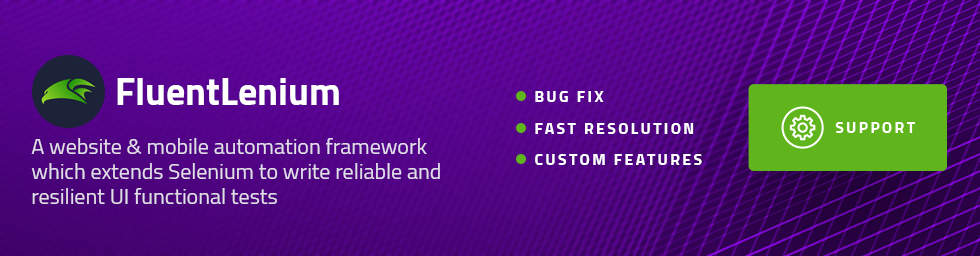 FluentLenium
A website & mobile automation framework
which extends Selenium to write reliable and
resilient UI functional tests
BUG FIX
FAST RESOLUTION
CUSTOM FEATURES
SUPPORT